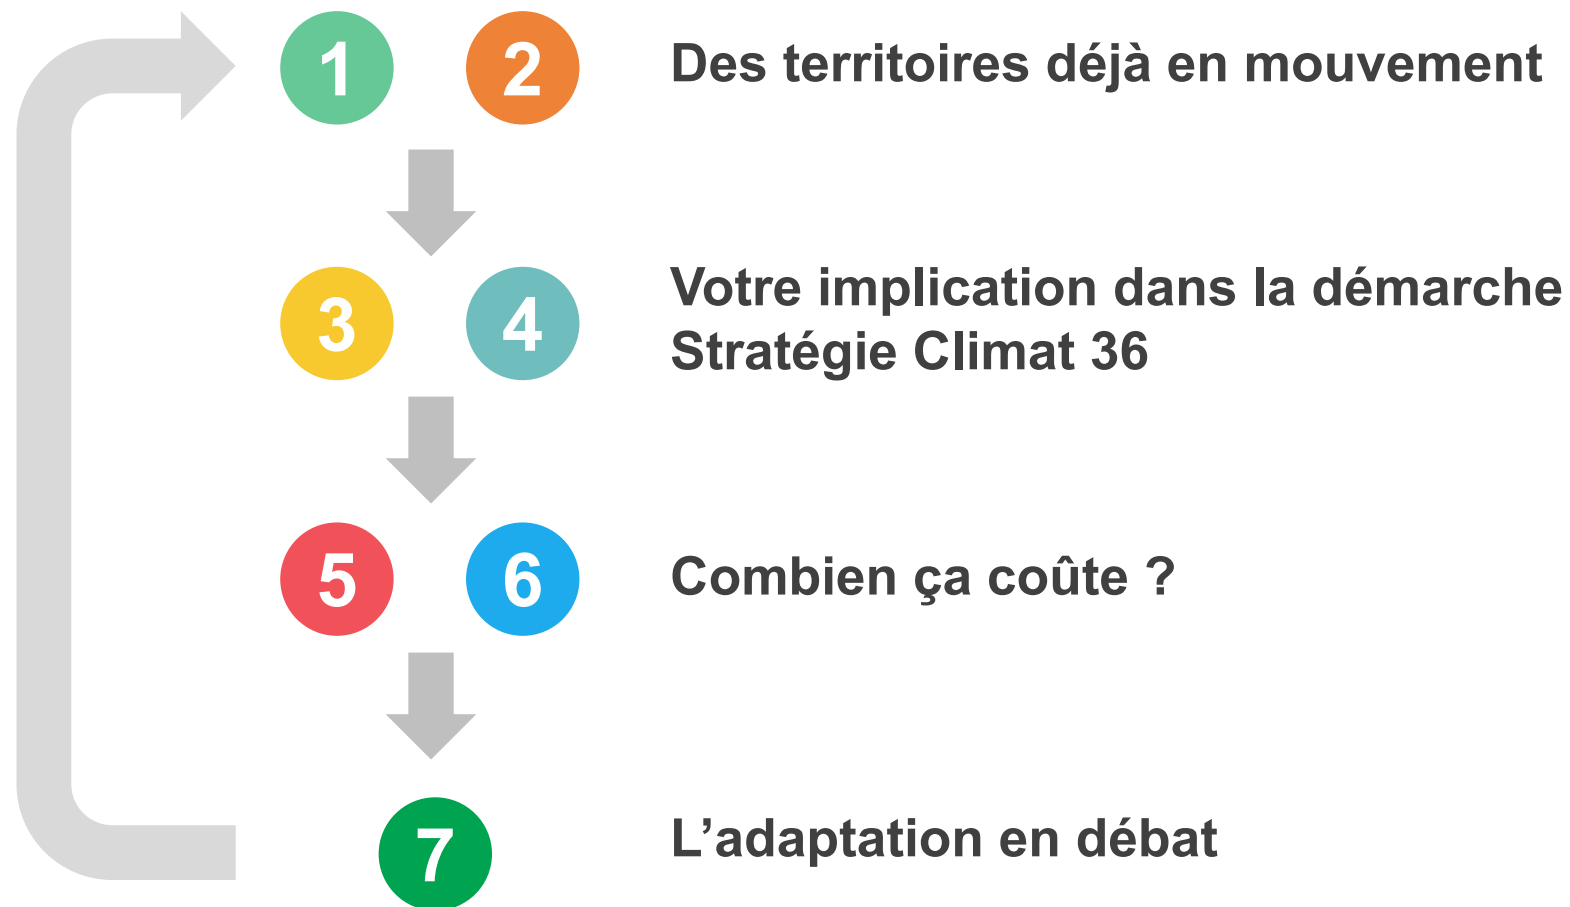 1 2 Des territoires déjà en mouvement
3 4 Votre implication dans la démarche
Stratégie Climat 36
5 6 Combien ça coûte ?
7 L’adaptation en débat